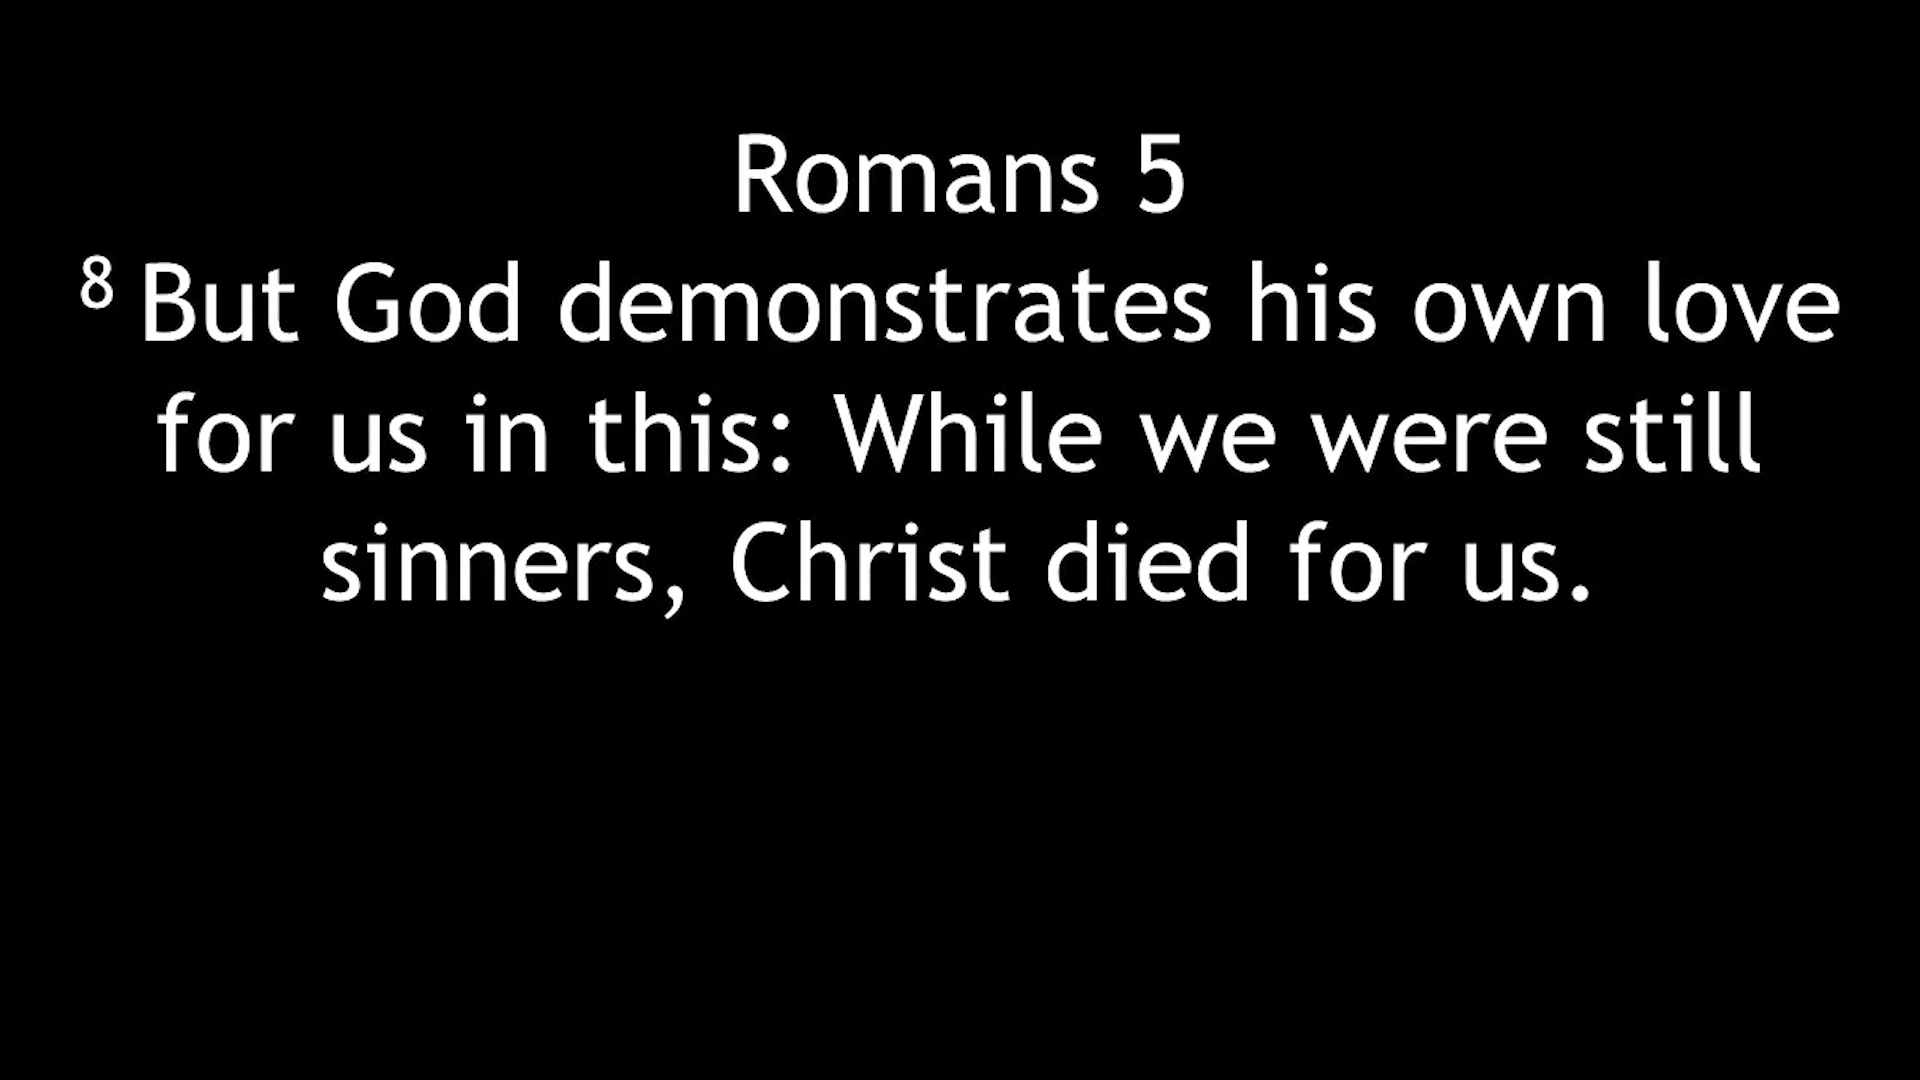 Romans 5
⁸ But God demonstrates his own love
for us in this: While we were still
sinners, Christ died for us.